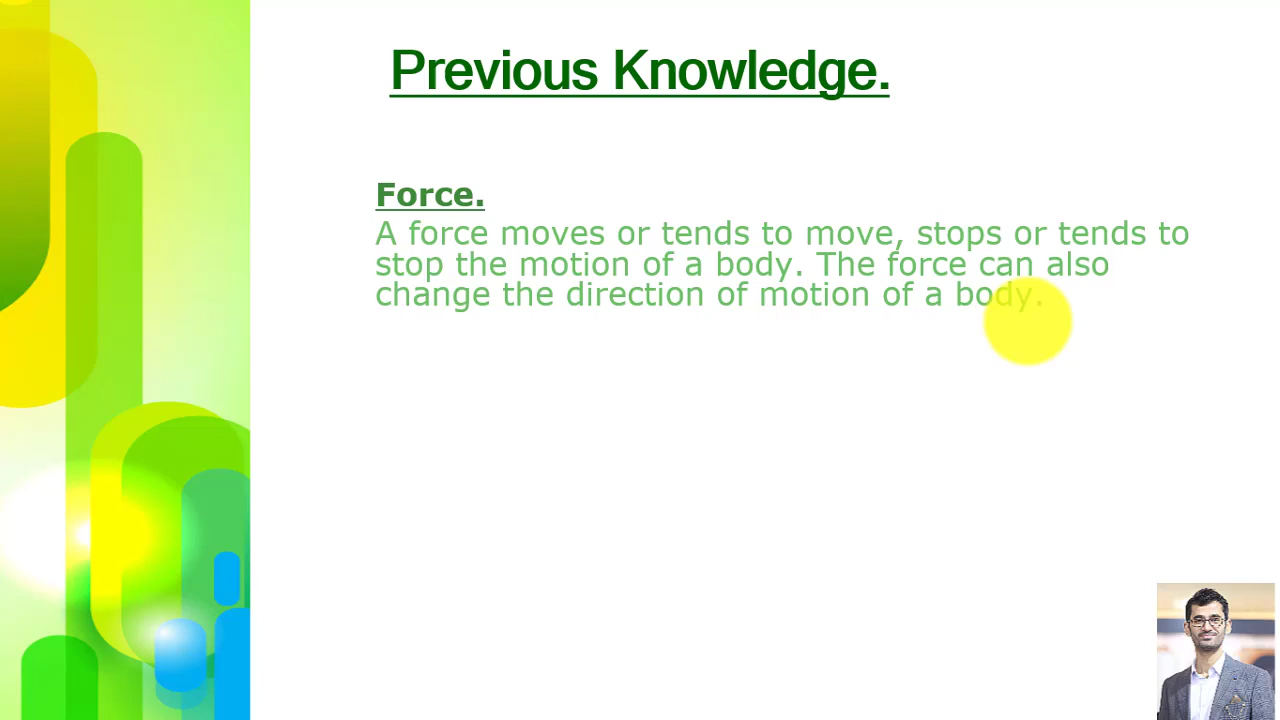 Previous Knowledge.
Force.
A force moves or tends to move, stops or tends to
stop the motion of a body. The force can also
change the direction of motion of a body.